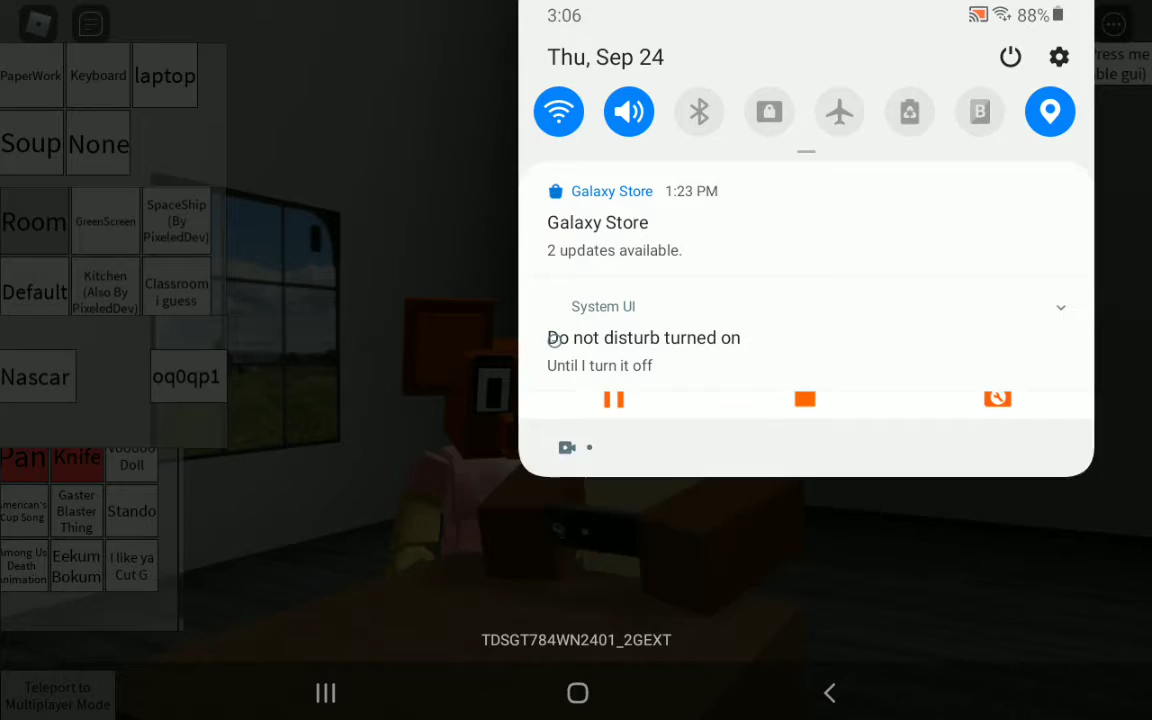 3:06
88%
Thu, Sep 24
Galaxy Store 1:23 PM
Galaxy Store
2 updates available.
System UI
Do not disturb turned on
Until I turn it off
TDSGT784WN2401_2GEXT
PaperWork
Keyboard
laptop
Soup
None
Room
GreenScreen
SpaceShip
(By
PixeledDev)
Default
Kitchen
(Also By
PixeledDev)
Classroom
i guess
Nascar
oq0qp1
Pan
Knife
Doll
American's
Cup Song
Gaster
Blaster
Thing
Stando
Among Us
Death
Animation
Eekum
Bokum
I like ya
Cut G
Teleport to
Multiplayer Mode
Press me
ble gui)
B